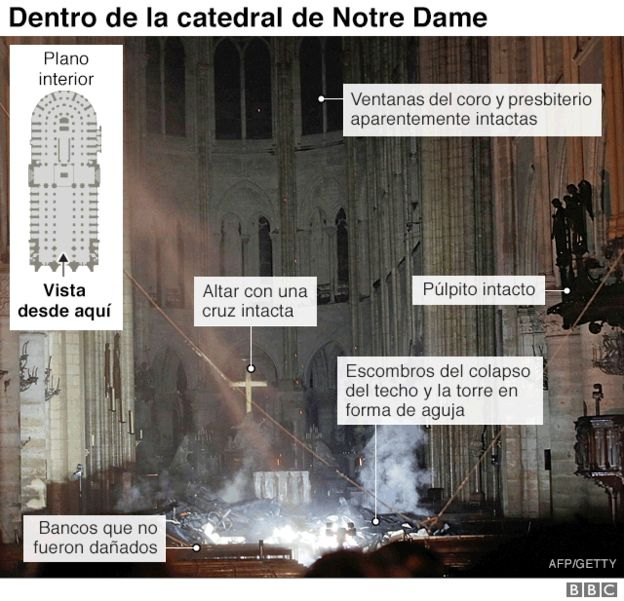 Dentro de la catedral de Notre Dame
Plano
interior
Vista
desde aquí
Ventanas del coro y presbiterio
aparentemente intactas
Altar con una
cruz intacta
Púlpito intacto
Escombros del colapso
del techo y la torre en
forma de aguja
Bancos que no
fueron dañados
AFP/GETTY
BBC